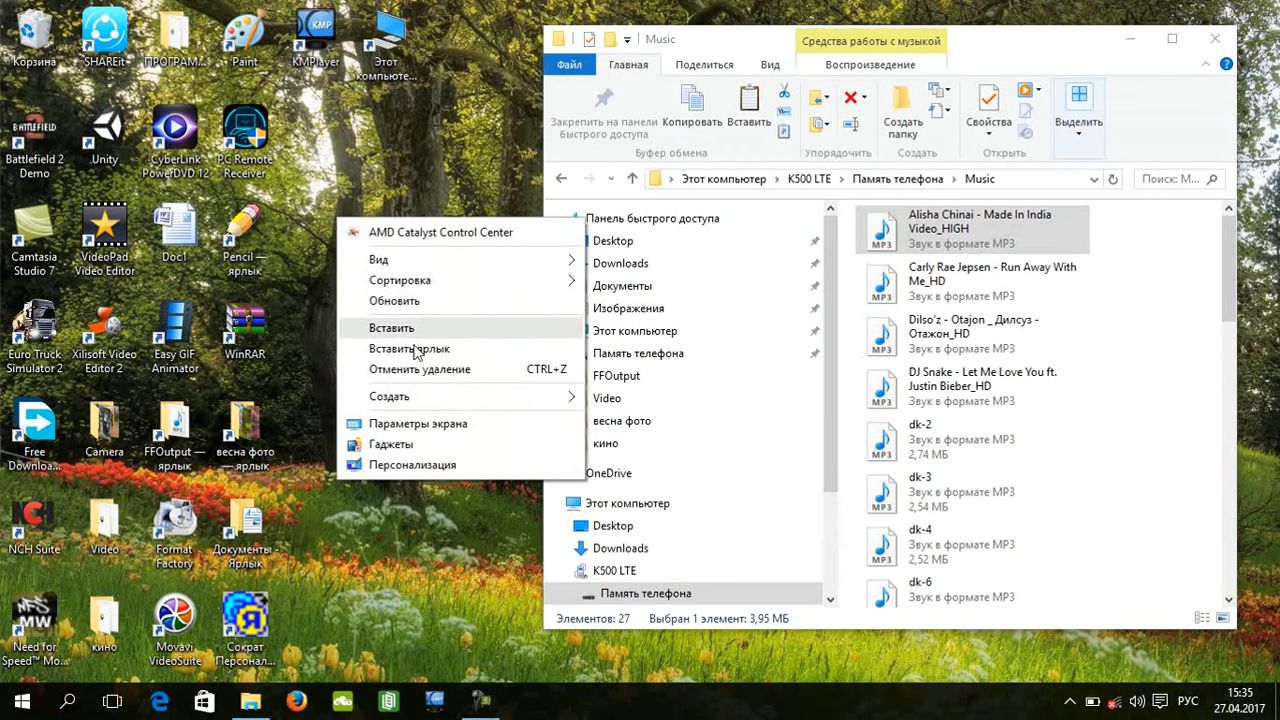 Корзина
SHAREit
ПРОГРАМ...
Paint
KMPlayer
Этот
компьюте...
BATTLEFIELD 2
Battlefield 2
Demo
Unity
CyberLink
PowerDVD 12
PC Remote
Receiver
Camtasia
Studio 7
VideoPad
Video Editor
Doc1
Pencil —
ярлык
Euro Truck
Simulator 2
Xilisoft Video
Editor
Easy GIF
Animator
WinRAR
Free
Downloa...
Camera
FFOutput —
ярлык
весна фото
— ярлык
NCH Suite
Video
Format
Factory
Документы -
Ярлык
Need for
Speed™ Mo...
кино
Movavi
VideoSuite
Сократ
Персонал...
AMD Catalyst Control Center
Вид
Сортировка
Обновить
Вставить
Вставить ярлык
Отменить удаление CTRL+Z
Создать
Параметры экрана
Гаджеты
Персонализация
Music
Средства работы с музыкой
Файл Главная Поделиться Вид Воспроизведение
Закрепить на панели
быстрого доступа
Копировать
Вставить
Создать
папку
Свойства
Выделить
Буфер обмена Упорядочить Создать Открыть
Этот компьютер K500 LTE Память телефона Music
Поиск: M...
Панель быстрого доступа
Desktop
Downloads
Документы
Изображения
Этот компьютер
Память телефона
FFOutput
Video
весна фото
кино
OneDrive
Этот компьютер
Desktop
Downloads
K500 LTE
Память телефона
Alisha Chinai - Made In India
Video_HIGH
Звук в формате MP3
Carly Rae Jepsen - Run Away With
Me_HD
Звук в формате MP3
Dilso'z - Otajon _ Дилсуз -
Отажон_HD
Звук в формате MP3
DJ Snake - Let Me Love You ft.
Justin Bieber_HD
Звук в формате MP3
dk-2
Звук в формате MP3
2,74 МБ
dk-3
Звук в формате MP3
2,54 МБ
dk-4
Звук в формате MP3
2,52 МБ
dk-6
Звук в формате MP3
Элементов: 27 Выбран 1 элемент: 3,95 МБ
РУС
15:35
27.04.2017